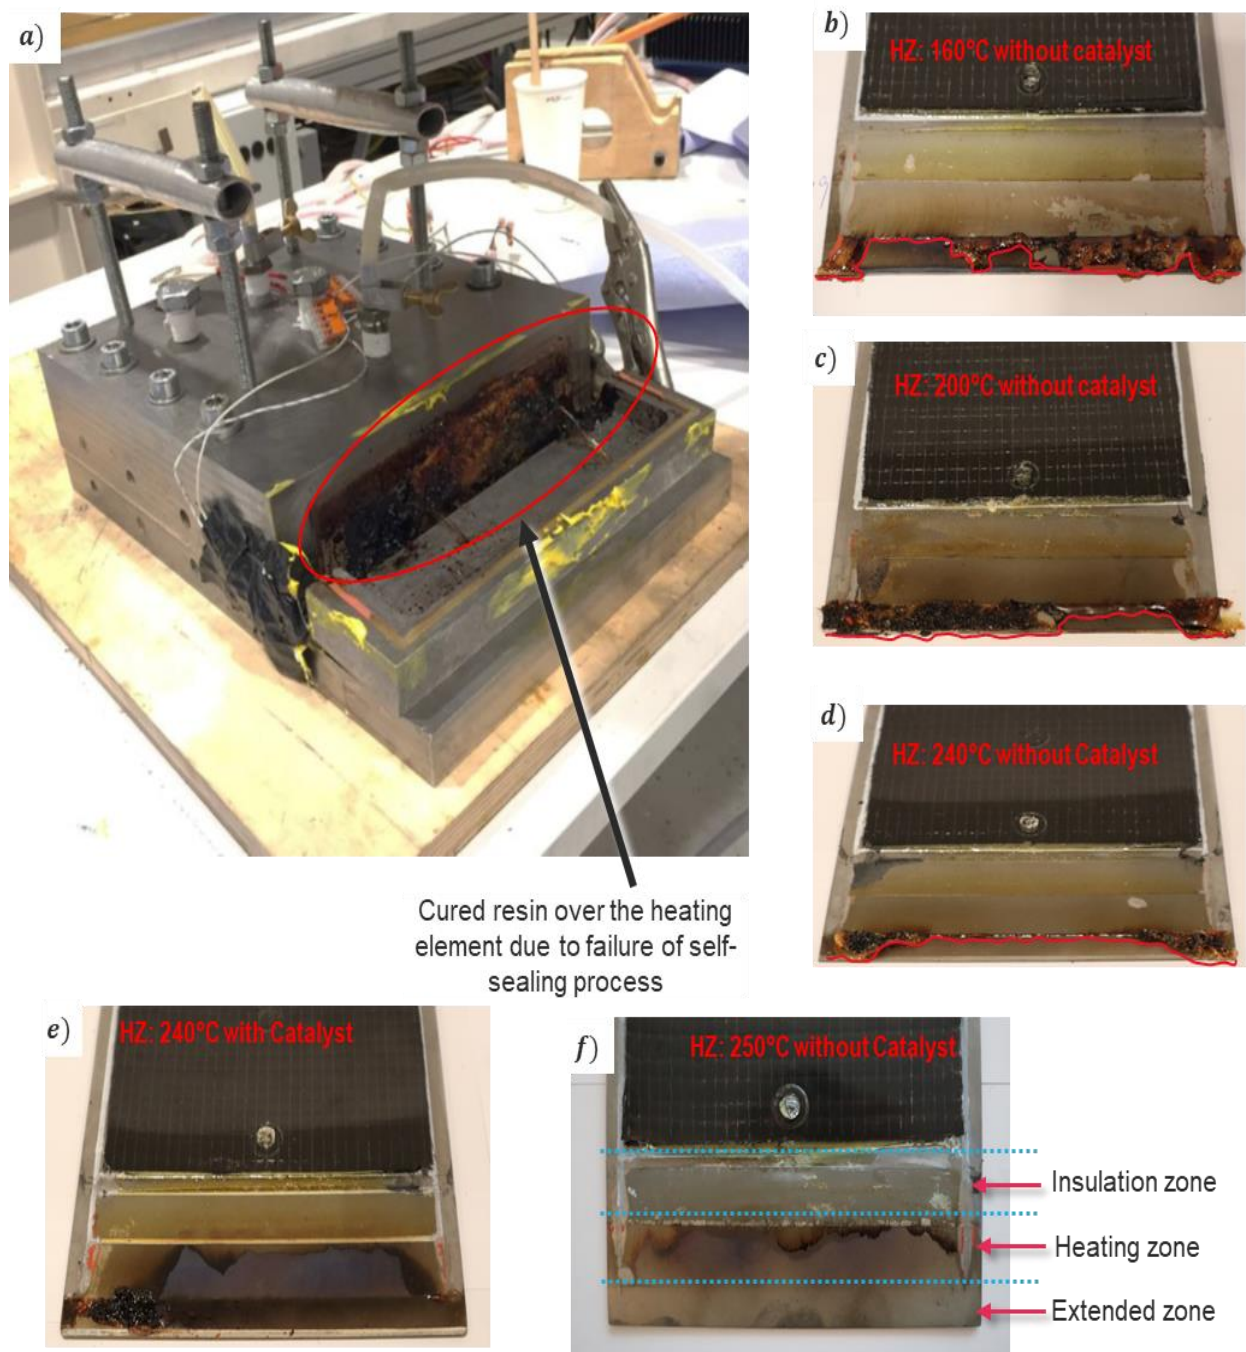 a)
b)
HZ: 160°C without catalyst
c)
HZ: 200°C without catalyst
d)
HZ: 240°C without Catalyst
Cured resin over the heating
element due to failure of self-
sealing process
e)
HZ: 240°C with Catalyst
f)
HZ: 250°C without Catalyst
Insulation zone
Heating zone
Extended zone